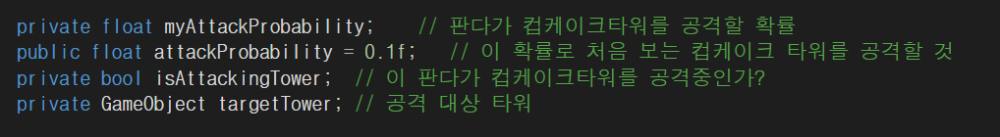 private float myAttackProbability;    // 판다가 컵케이크타워를 공격할 확률
public float attackProbability = 0.1f;   // 이 확률로 처음 보는 컵케이크 타워를 공격할 것
private bool isAttackingTower;  // 이 판다가 컵케이크타워를 공격중인가?
private GameObject targetTower; // 공격 대상 타워